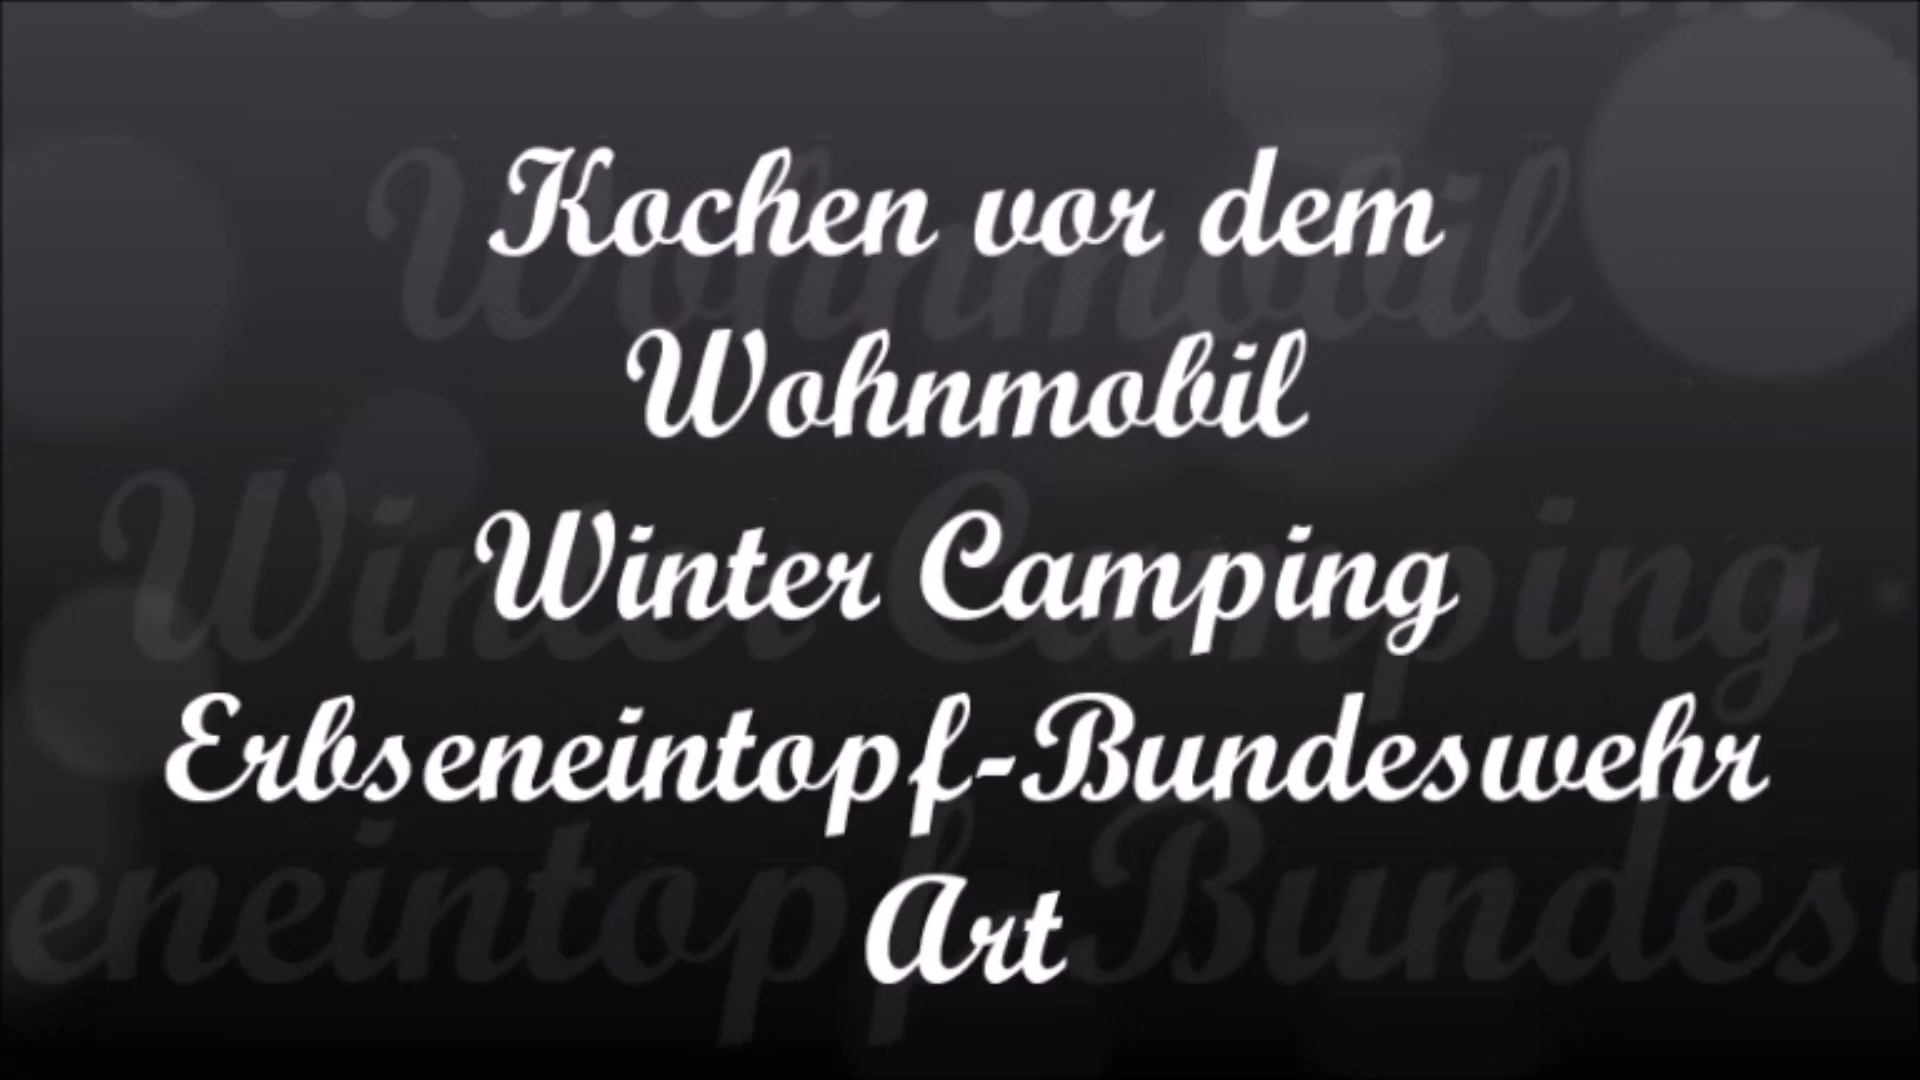 Kochen vor dem
Wohnmobil
Winter Camping
Erbseneintopf-Bundeswehr
Art